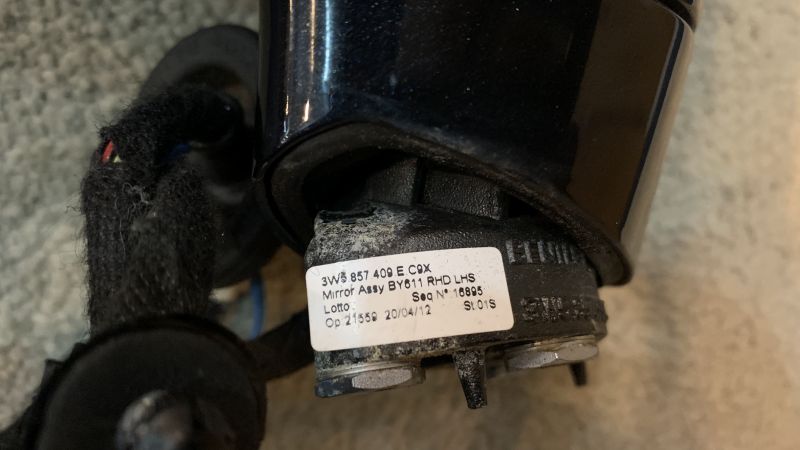 3W5.857.409.E C9X
Mirror Assy BY611 RHD LHS
Lotto: Seq N° 16895
Op 21559 20/04/12 St.01S